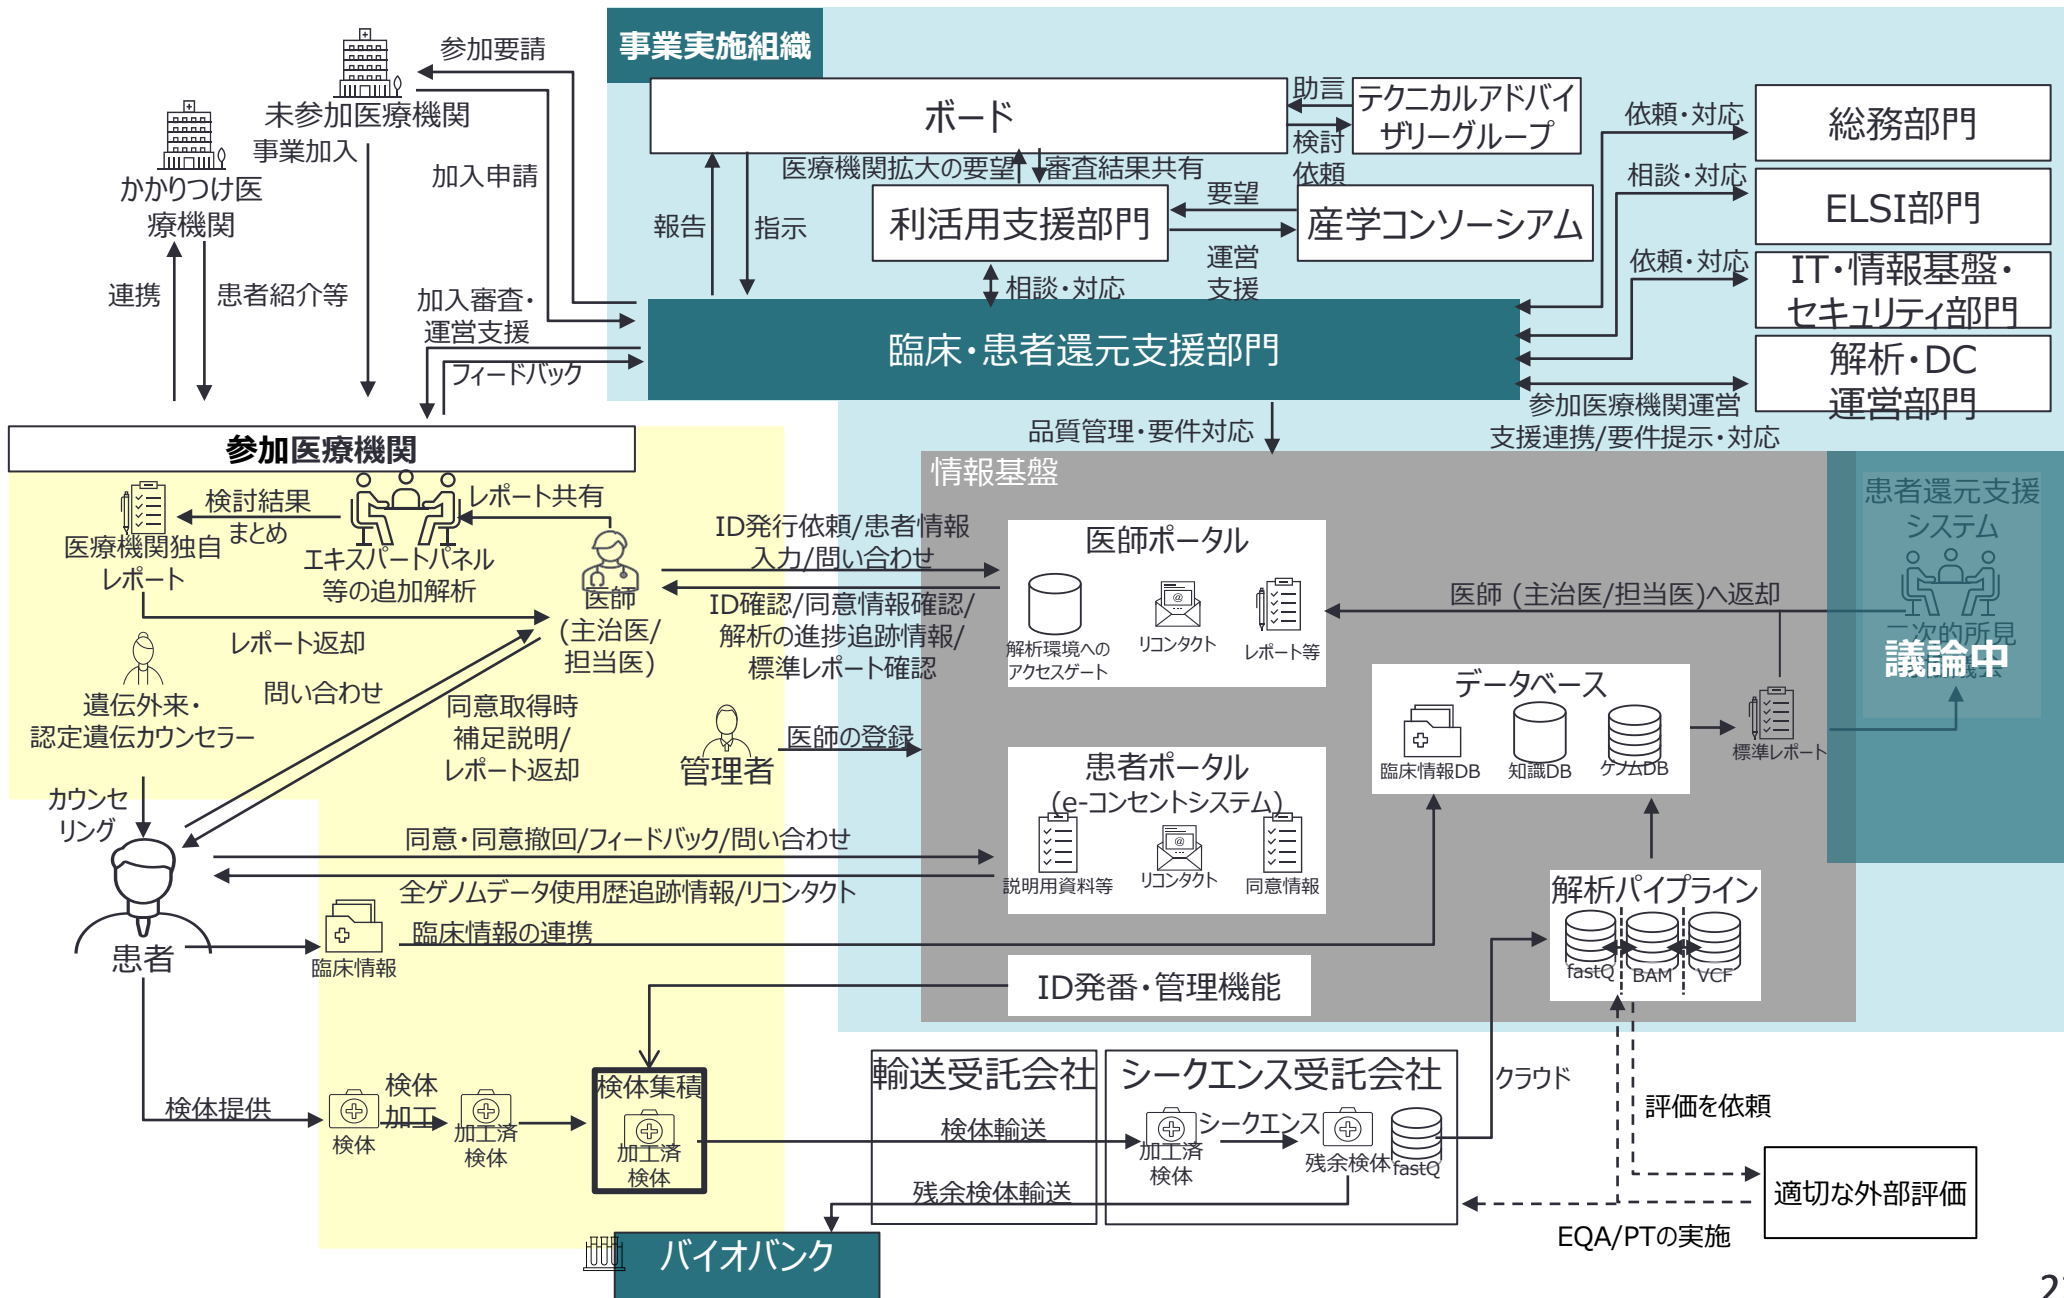 事業実施組織
参加要請
未参加医療機関
事業加入
加入申請
かかりつけ医
療機関
連携
患者紹介等
加入審査・
運営支援
フィードバック
ボード
助言
検討
依頼
テクニカルアドバイ
ザリーグループ
医療機関拡大の要望
審査結果共有
報告
指示
利活用支援部門
要望
運営
支援
産学コンソーシアム
相談・対応
臨床・患者還元支援部門
依頼・対応
総務部門
相談・対応
ELSI部門
依頼・対応
IT・情報基盤・
セキュリティ部門
解析・DC
運営部門
参加医療機関運営
支援連携/要件提示・対応
品質管理・要件対応
参加医療機関
検討結果
まとめ
レポート共有
医療機関独自
レポート
エキスパートパネル
等の追加解析
医師
(主治医/
担当医)
レポート返却
問い合わせ
遺伝外来・
認定遺伝カウンセラー
同意取得時
補足説明/
レポート返却
カウンセ
リング
患者
ID発行依頼/患者情報
入力/問い合わせ
ID確認/同意情報確認/
解析の進捗追跡情報/
標準レポート確認
管理者
医師の登録
同意・同意撤回/フィードバック/問い合わせ
全ゲノムデータ使用歴追跡情報/リコンタクト
臨床情報
臨床情報の連携
情報基盤
医師ポータル
解析環境への
アクセスゲート
リコンタクト
レポート等
医師 (主治医/担当医)へ返却
患者還元支援
システム
二次的所見
議論中
データベース
臨床情報DB
知識DB
ゲノムDB
標準レポート
患者ポータル
(e-コンセントシステム)
説明用資料等
リコンタクト
同意情報
解析パイプライン
fastQ
BAM
VCF
ID発番・管理機能
検体提供
検体
検体
加工
加工済
検体
検体集積
加工済
検体
輸送受託会社
検体輸送
残余検体輸送
シークエンス受託会社
加工済
検体
シークエンス
残余検体
fastQ
クラウド
評価を依頼
適切な外部評価
EQA/PTの実施
バイオバンク